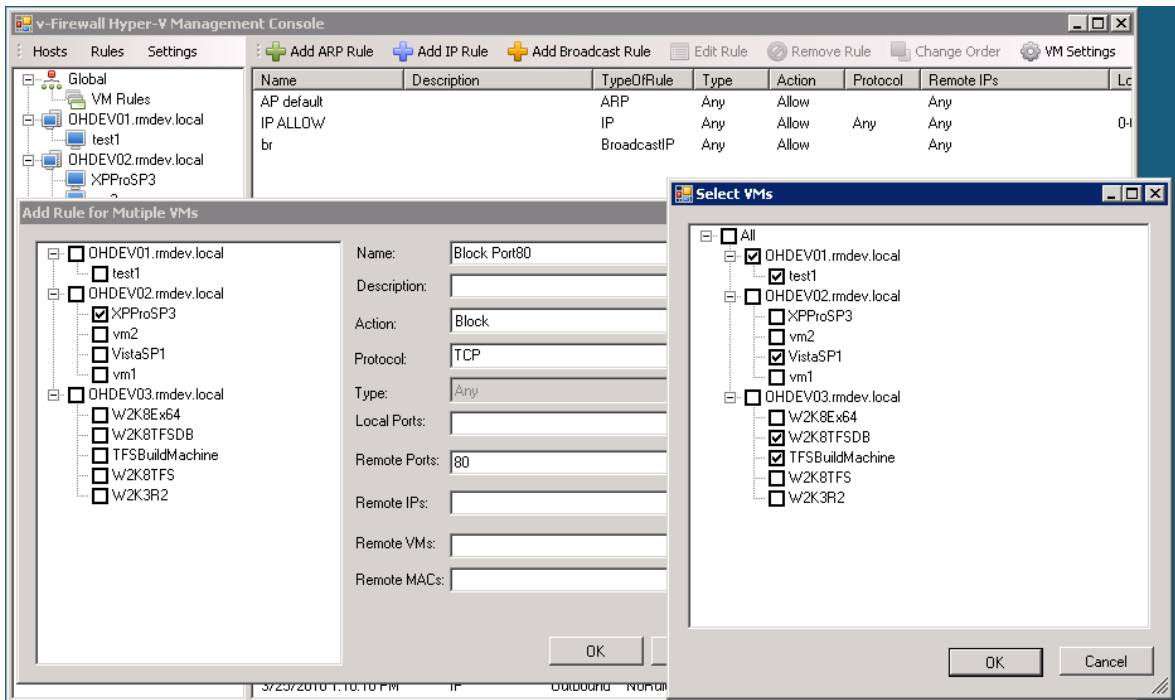 v-Firewall Hyper-V Management Console
Hosts Rules Settings Add ARP Rule Add IP Rule Add Broadcast Rule Edit Rule Remove Rule Change Order VM Settings
Global
VM Rules
OHDEV01.rmdev.local
test1
OHDEV02.rmdev.local
XPProSP3
Name Description TypeOfRule Type Action Protocol Remote IPs
AP default ARP Any Allow Any
IP ALLOW IP Any Allow Any Any
br BroadcastIP Any Allow Any
Add Rule for Mutiple VMs
OHDEV01.rmdev.local
test1
OHDEV02.rmdev.local
XPProSP3
vm2
VistaSP1
vm1
OHDEV03.rmdev.local
W2K8Ex64
W2K8TFSDB
TFSBuildMachine
W2K8TFS
W2K3R2
Name: Block Port80
Description:
Action: Block
Protocol: TCP
Type: Any
Local Ports:
Remote Ports: 80
Remote IPs:
Remote VMs:
Remote MACs:
OK
Select VMs
All
OHDEV01.rmdev.local
test1
OHDEV02.rmdev.local
XPProSP3
vm2
VistaSP1
vm1
OHDEV03.rmdev.local
W2K8Ex64
W2K8TFSDB
TFSBuildMachine
W2K8TFS
W2K3R2
OK Cancel